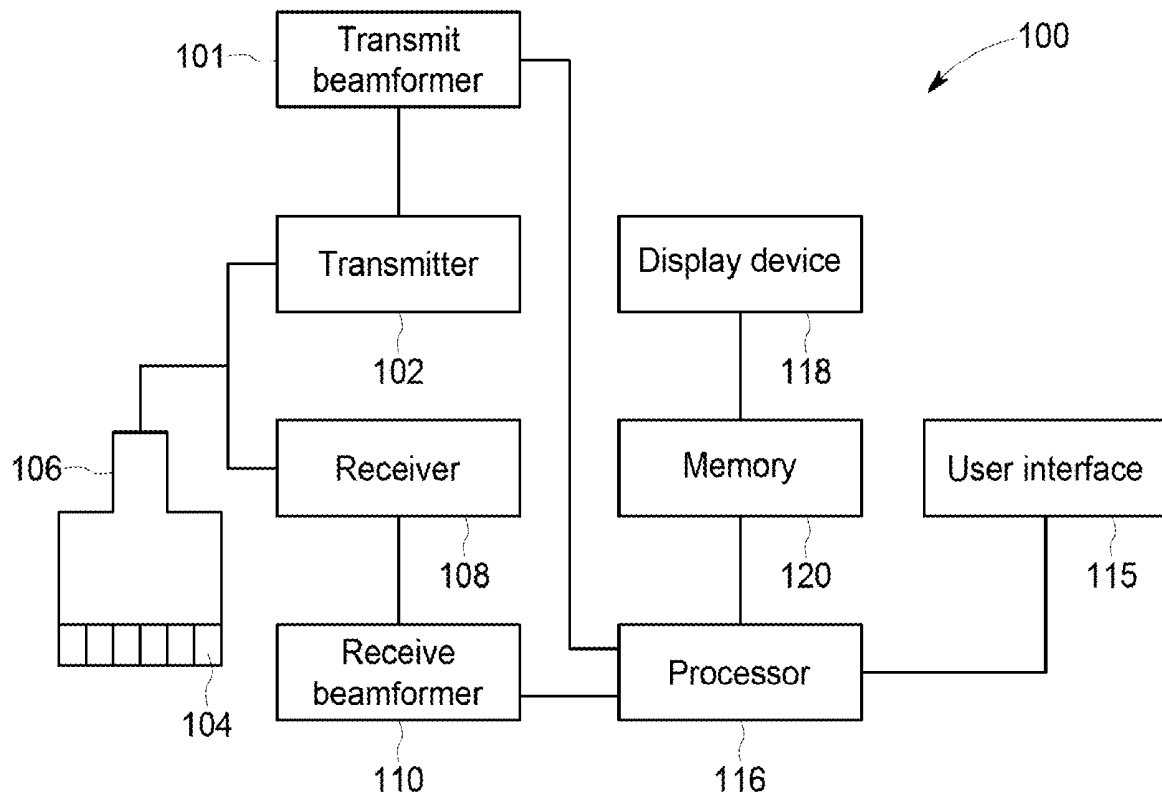 101
Transmit
beamformer
100
Transmitter
102
Display device
118
106
Receiver
108
Memory
120
User interface
115
104
Receive
beamformer
110
Processor
116